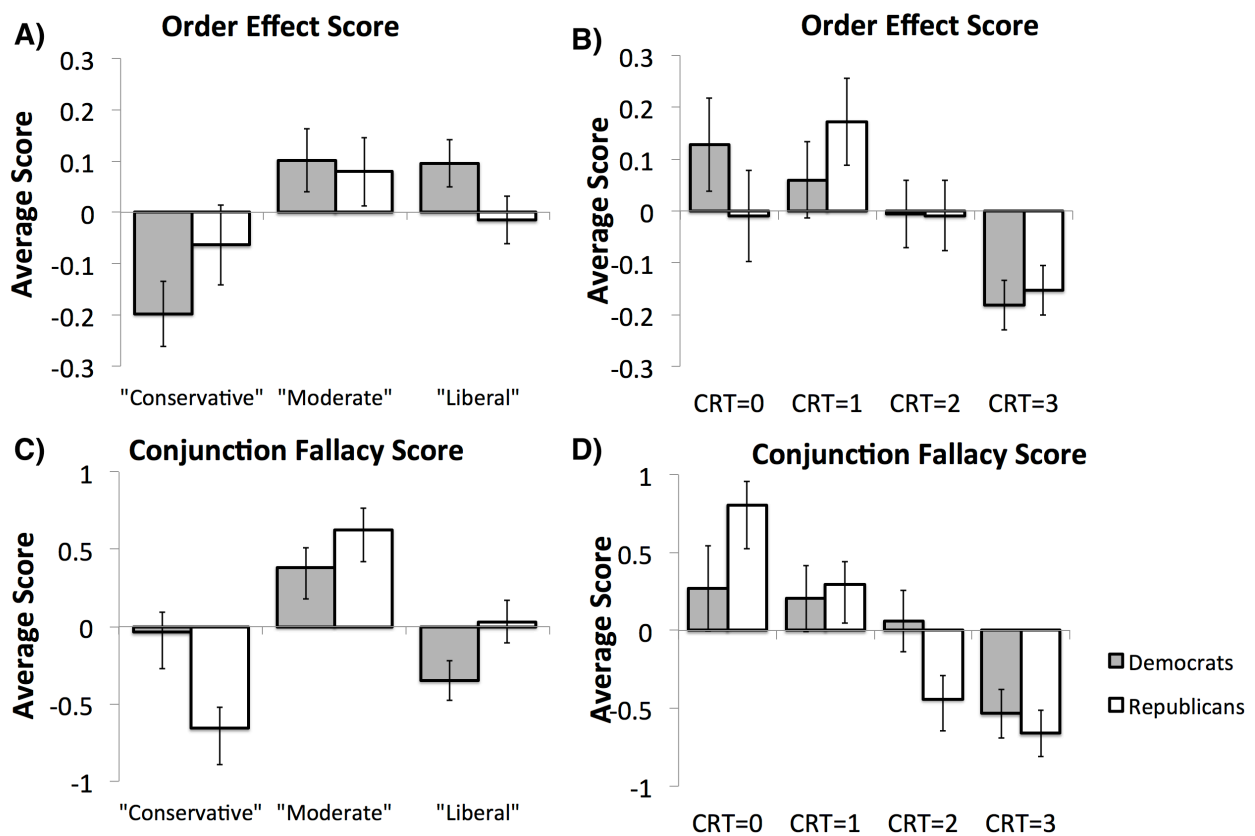 A)
Order Effect Score
Average Score
0.3
0.2
0.1
0
-0.1
-0.2
-0.3
"Conservative" "Moderate" "Liberal"
B)
Order Effect Score
Average Score
0.3
0.2
0.1
0
-0.1
-0.2
-0.3
CRT=0 CRT=1 CRT=2 CRT=3
C)
Conjunction Fallacy Score
Average Score
1
0.5
0
-0.5
-1
"Conservative" "Moderate" "Liberal"
D)
Conjunction Fallacy Score
Average Score
1
0.5
0
-0.5
-1
CRT=0 CRT=1 CRT=2 CRT=3
Democrats
Republicans